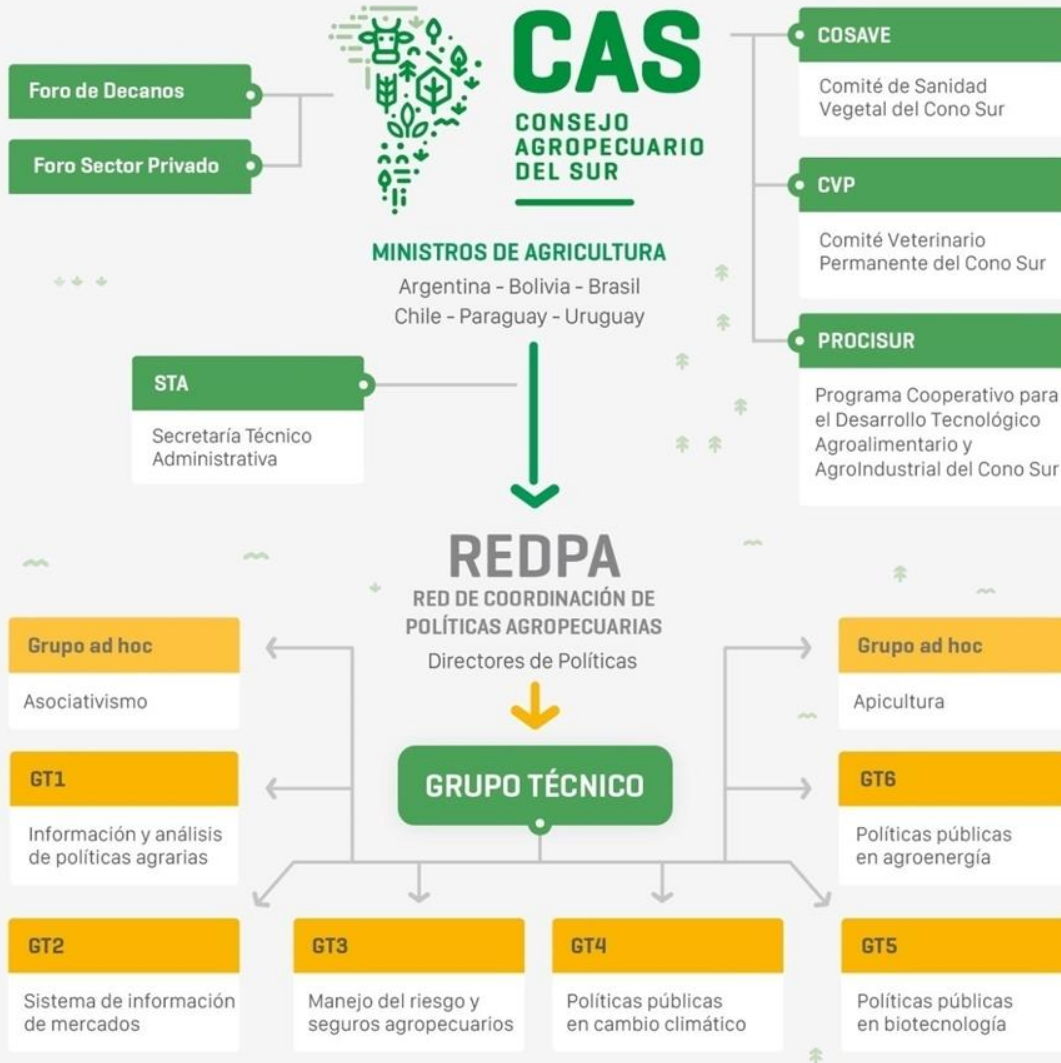 CAS
CONSEJO
AGROPECUARIO
DEL SUR
Foro de Decanos
Foro Sector Privado
COSAVE
Comité de Sanidad
Vegetal del Cono Sur
CVP
Comité Veterinario
Permanente del Cono Sur
PROCISUR
Programa Cooperativo para
el Desarrollo Tecnológico
Agroalimentario y
AgroIndustrial del Cono Sur
MINISTROS DE AGRICULTURA
Argentina - Bolivia - Brasil
Chile - Paraguay - Uruguay
STA
Secretaría Técnico
Administrativa
REDPA
RED DE COORDINACIÓN DE
POLÍTICAS AGROPECUARIAS
Directores de Políticas
GRUPO TÉCNICO
Grupo ad hoc
Asociativismo
Grupo ad hoc
Apicultura
GT1
Información y análisis
de políticas agrarias
GT6
Políticas públicas
en agroenergía
GT2
Sistema de información
de mercados
GT3
Manejo del riesgo y
seguros agropecuarios
GT4
Políticas públicas
en cambio climático
GT5
Políticas públicas
en biotecnología